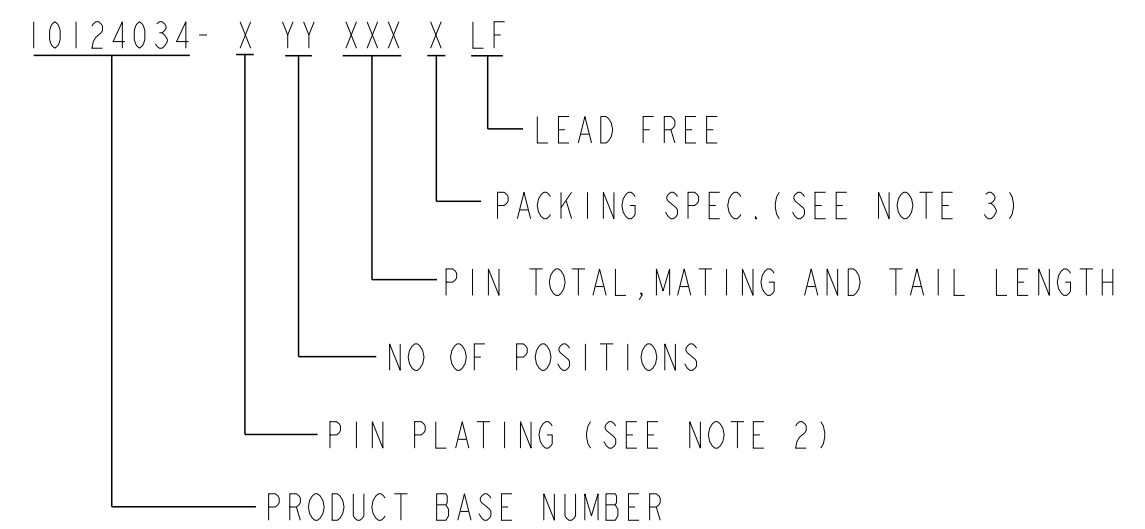 10124034- X YY XXX X LF
LEAD FREE
PACKING SPEC.(SEE NOTE 3)
PIN TOTAL,MATING AND TAIL LENGTH
NO OF POSITIONS
PIN PLATING (SEE NOTE 2)
PRODUCT BASE NUMBER